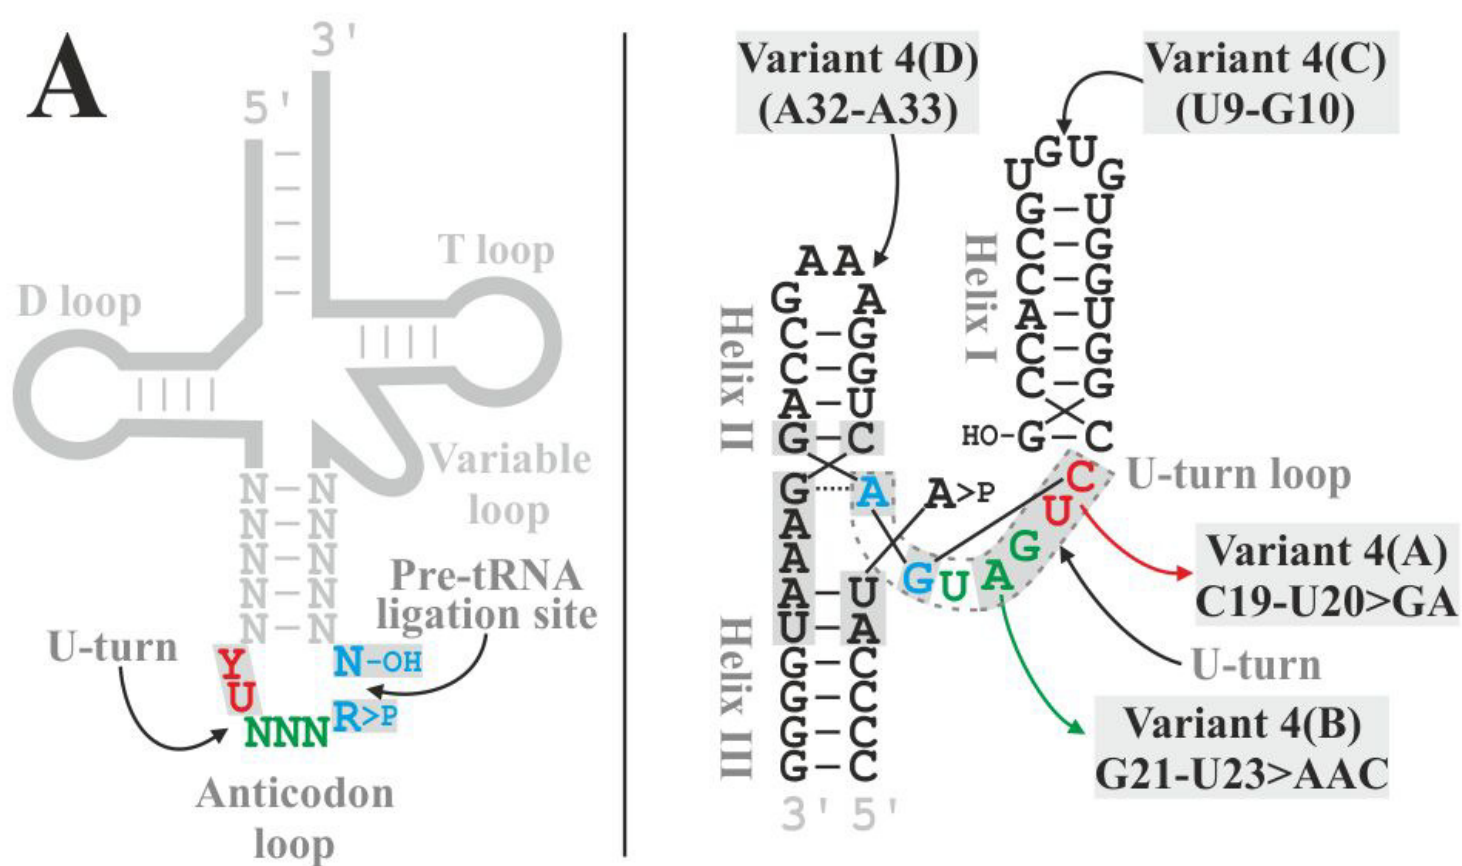 A
3'
5'
D loop
T loop
Variable
loop
N–N
N–N
N–N
N–N
N–N
Pre-tRNA
ligation site
U-turn
Y
U
NNN
N–OH
R>P
Anticodon
loop
Variant 4(D)
(A32-A33)
Variant 4(C)
(U9-G10)
U G U G
G–U
C–G
C–G
A–U
C–G
C–G
HO–G–C
Helix I
A A
G A
C–G
C–G
A–U
G–C
Helix II
G A
A>P
A
A
A–U
U–A
G–C
G–C
G–C
G–C
Helix III
3' 5'
G U A G U C
U-turn loop
Variant 4(A)
C19-U20>GA
U-turn
Variant 4(B)
G21-U23>AAC